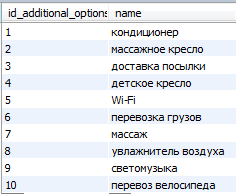 id_additional_options name
1 кондиционер
2 массажное кресло
3 доставка посылки
4 детское кресло
5 Wi-Fi
6 перевозка грузов
7 массаж
8 увлажнитель воздуха
9 светомузыка
10 перевоз велосипеда